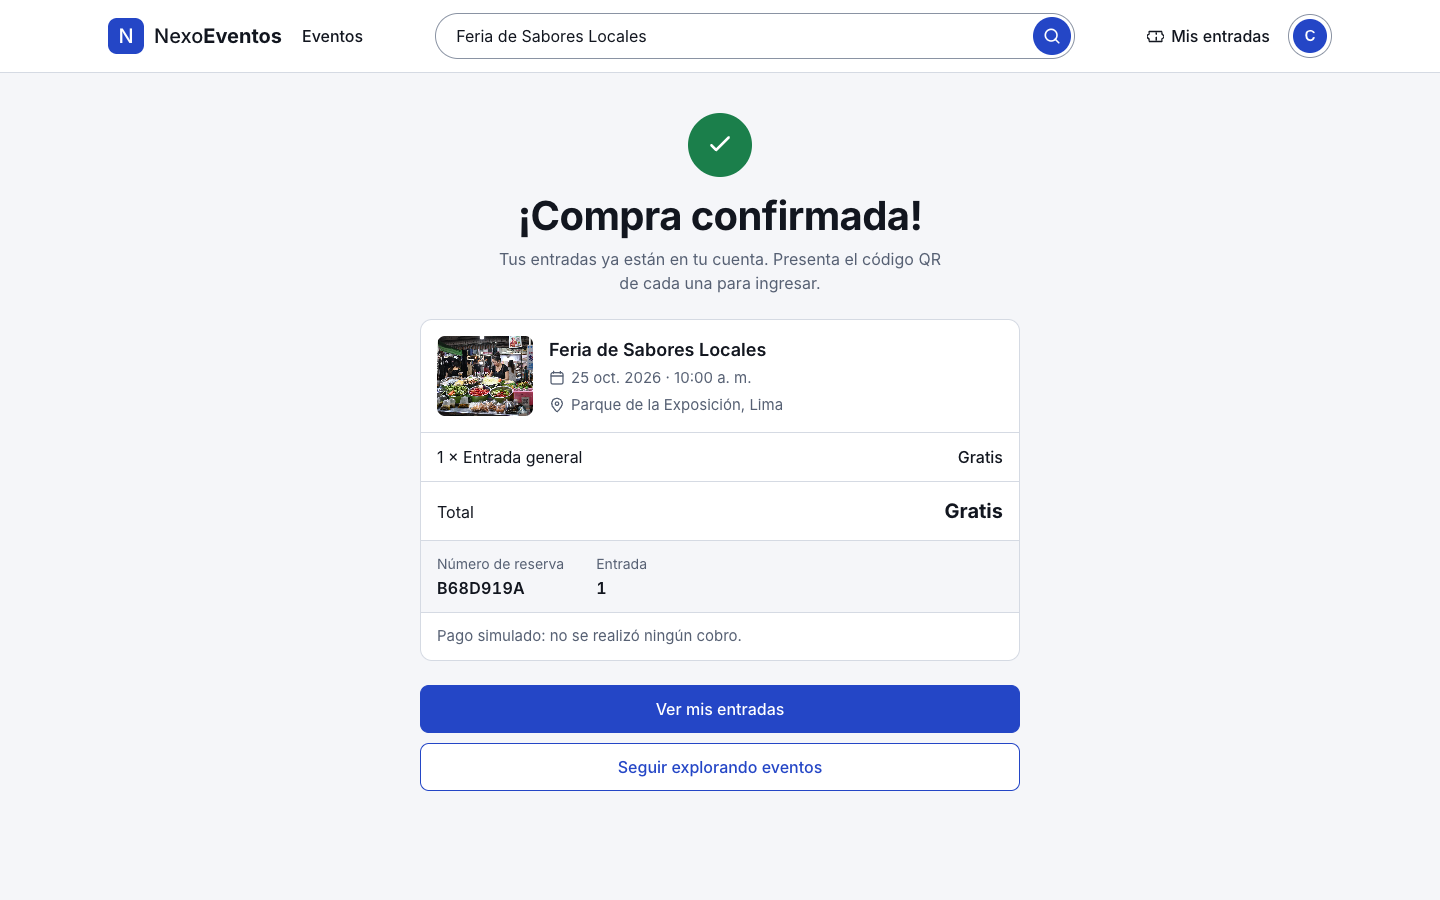 N NexoEventos Eventos Feria de Sabores Locales Mis entradas C
¡Compra confirmada!
Tus entradas ya están en tu cuenta. Presenta el código QR
de cada una para ingresar.
Feria de Sabores Locales
25 oct. 2026 · 10:00 a. m.
Parque de la Exposición, Lima
1 × Entrada general Gratis
Total Gratis
Número de reserva Entrada
B68D919A 1
Pago simulado: no se realizó ningún cobro.
Ver mis entradas
Seguir explorando eventos